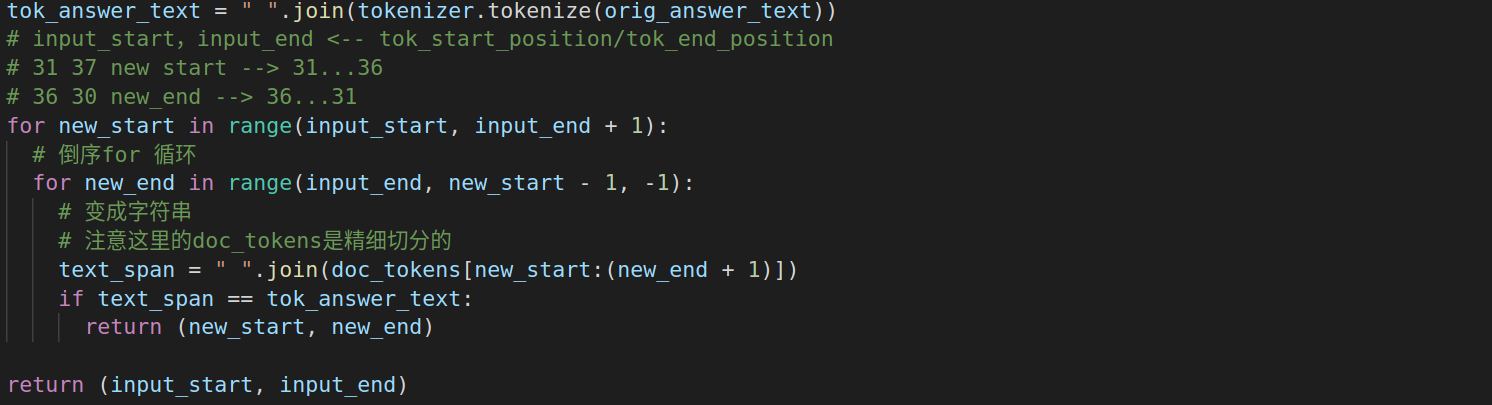 tok_answer_text = " ".join(tokenizer.tokenize(orig_answer_text))
# input_start，input_end <-- tok_start_position/tok_end_position
# 31 37 new start --> 31...36
# 36 30 new_end --> 36...31
for new_start in range(input_start, input_end + 1):
  # 倒序for 循环
  for new_end in range(input_end, new_start - 1, -1):
    # 变成字符串
    # 注意这里的doc_tokens是精细切分的
    text_span = " ".join(doc_tokens[new_start:(new_end + 1)])
    if text_span == tok_answer_text:
      return (new_start, new_end)
return (input_start, input_end)